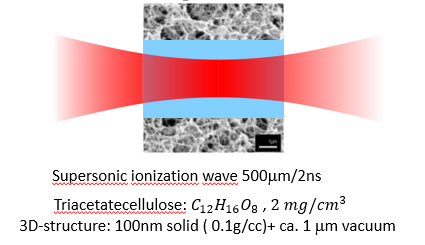 Supersonic ionization wave 500μm/2ns
Triacetatecellulose: C₁₂H₁₆O₈ , 2 mg/cm³
3D-structure: 100nm solid ( 0.1g/cc)+ ca. 1 μm vacuum